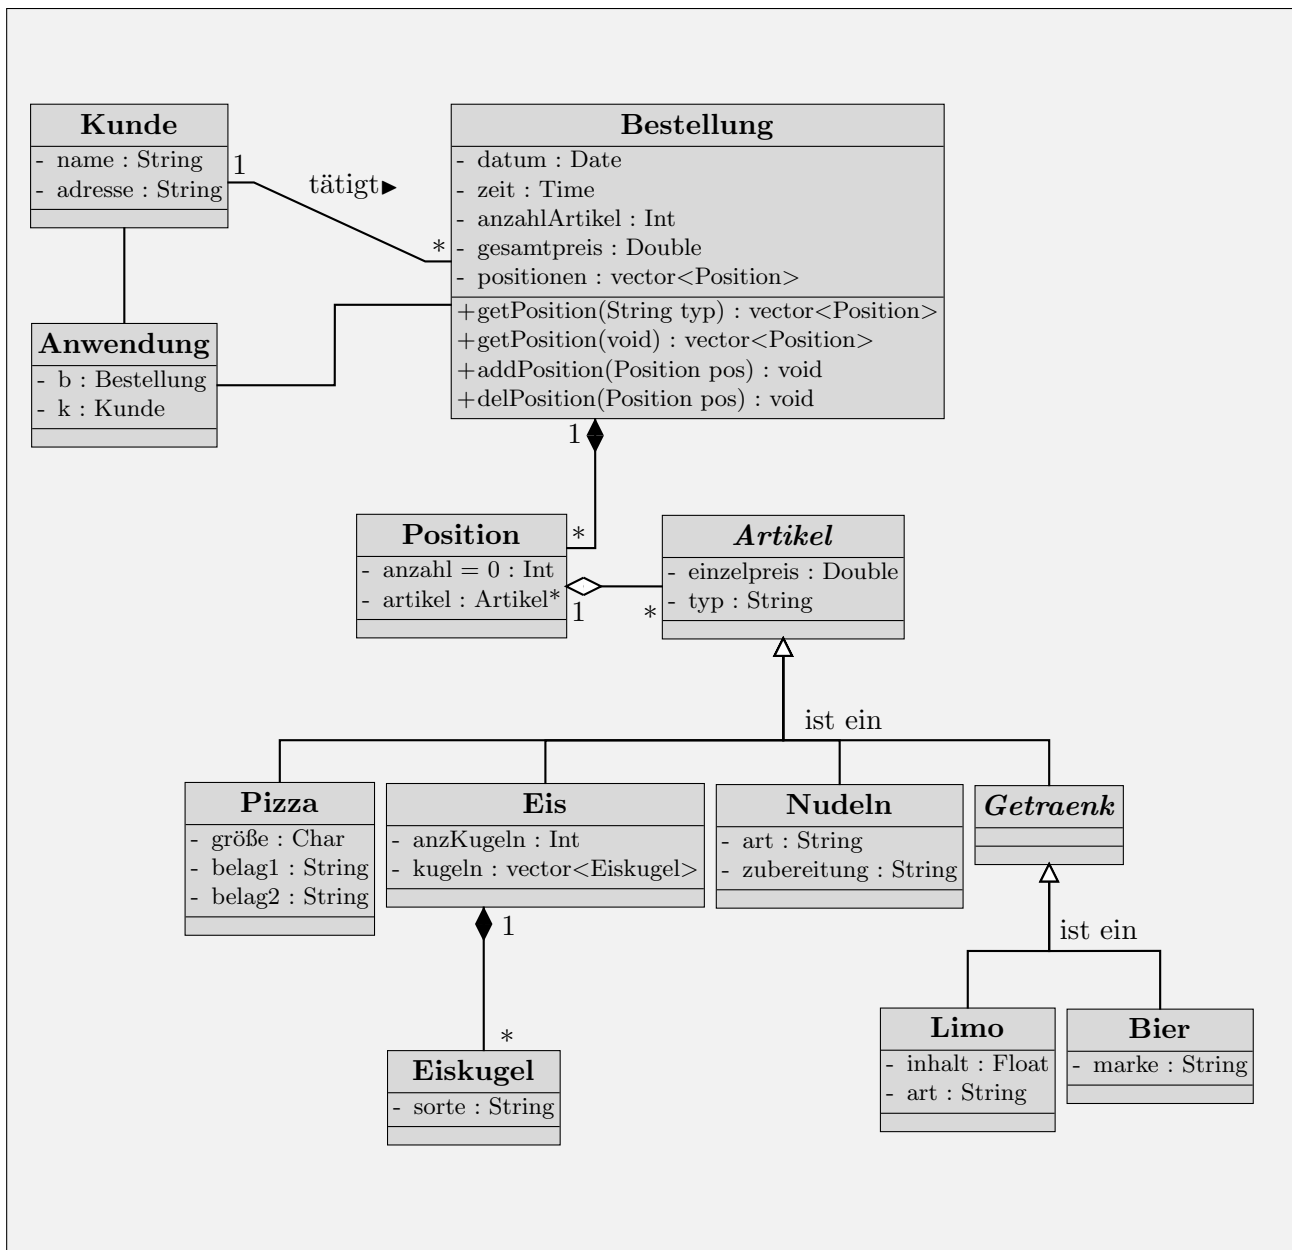 Kunde
- name : String
- adresse : String
1
tätigt▶
*
Bestellung
- datum : Date
- zeit : Time
- anzahlArtikel : Int
- gesamtpreis : Double
- positionen : vector<Position>
+getPosition(String typ) : vector<Position>
+getPosition(void) : vector<Position>
+addPosition(Position pos) : void
+delPosition(Position pos) : void
Anwendung
- b : Bestellung
- k : Kunde
1
*
Position
- anzahl = 0 : Int
- artikel : Artikel*
1
*
Artikel
- einzelpreis : Double
- typ : String
ist ein
Pizza
- größe : Char
- belag1 : String
- belag2 : String
Eis
- anzKugeln : Int
- kugeln : vector<Eiskugel>
Nudeln
- art : String
- zubereitung : String
Getraenk
1
*
ist ein
Eiskugel
- sorte : String
Limo
- inhalt : Float
- art : String
Bier
- marke : String